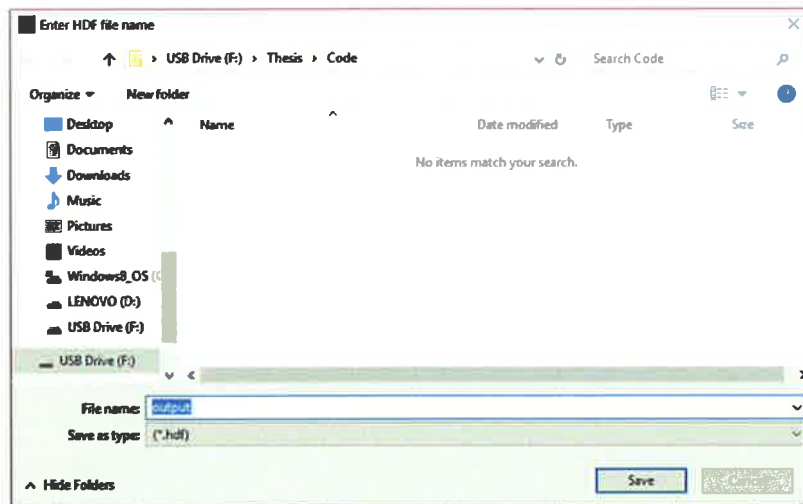 Enter HDF file name
› USB Drive (F:) › Thesis › Code
Search Code
Organize
New folder
Desktop
Documents
Downloads
Music
Pictures
Videos
Windows8_OS (C
LENOVO (D:)
USB Drive (F:)
USB Drive (F:)
Name
Date modified
Type
Size
No items match your search.
File name: output
Save as type: (*.hdf)
Hide Folders
Save